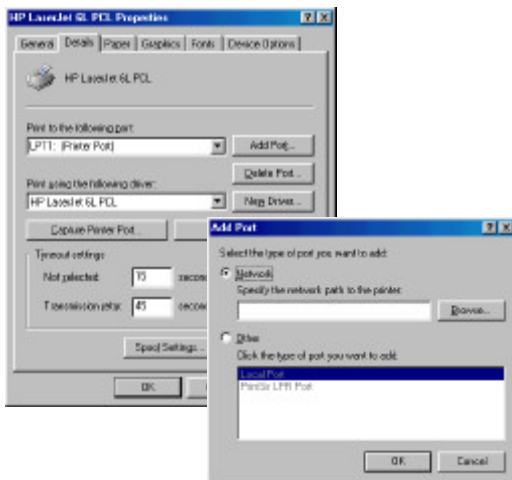 HP LaserJet 6L PCL Properties
General Details Paper Graphics Fonts Device Options
HP LaserJet 6L PCL
Print to the following port:
LPT1: (Printer Port)
Add Port...
Delete Port...
Print using the following driver:
HP LaserJet 6L PCL
New Driver...
Capture Printer Port...
Timeout settings
Not selected: 15 secon
Transmission retry: 45 secon
Spool Settings...
OK
Add Port
Select the type of port you want to add:
Network
Specify the network path to the printer:
Browse...
Other
Click the type of port you want to add:
Local Port
PrintSir LPR Port
OK Cancel